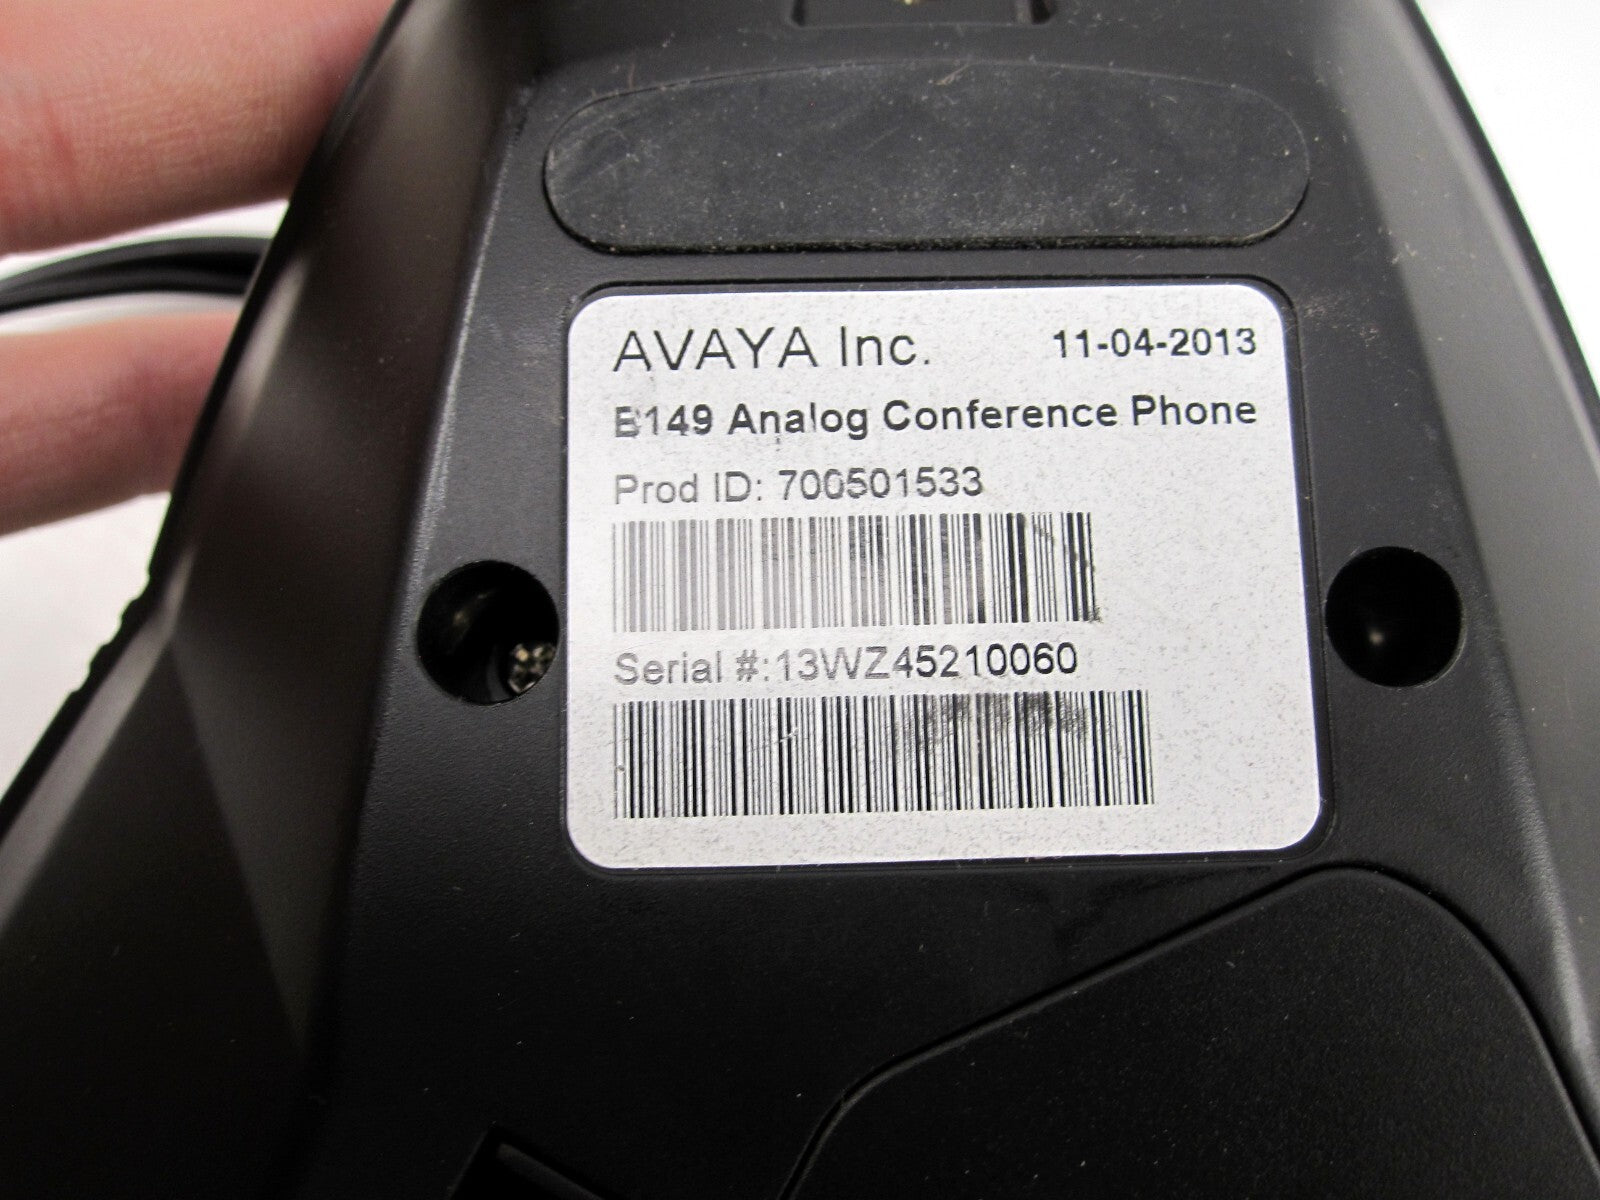 AVAYA Inc. 11-04-2013
B149 Analog Conference Phone
Prod ID: 700501533
Serial #:13WZ45210060